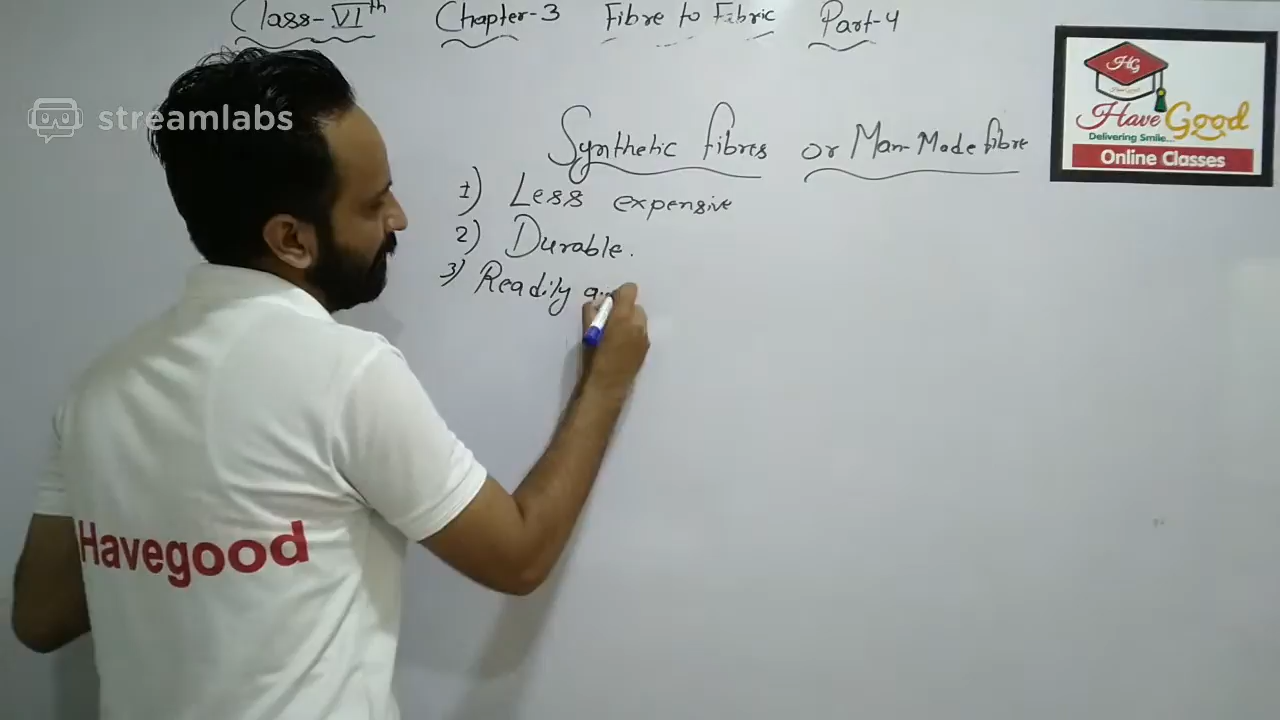 Class-VIth Chapter-3 Fibre to Fabric Part-4
streamlabs
HG
Have Good
Delivering Smile...
Online Classes
Synthetic fibres or Man-Made fibre
1) Less expensive
2) Durable.
3) Readily
Havegood